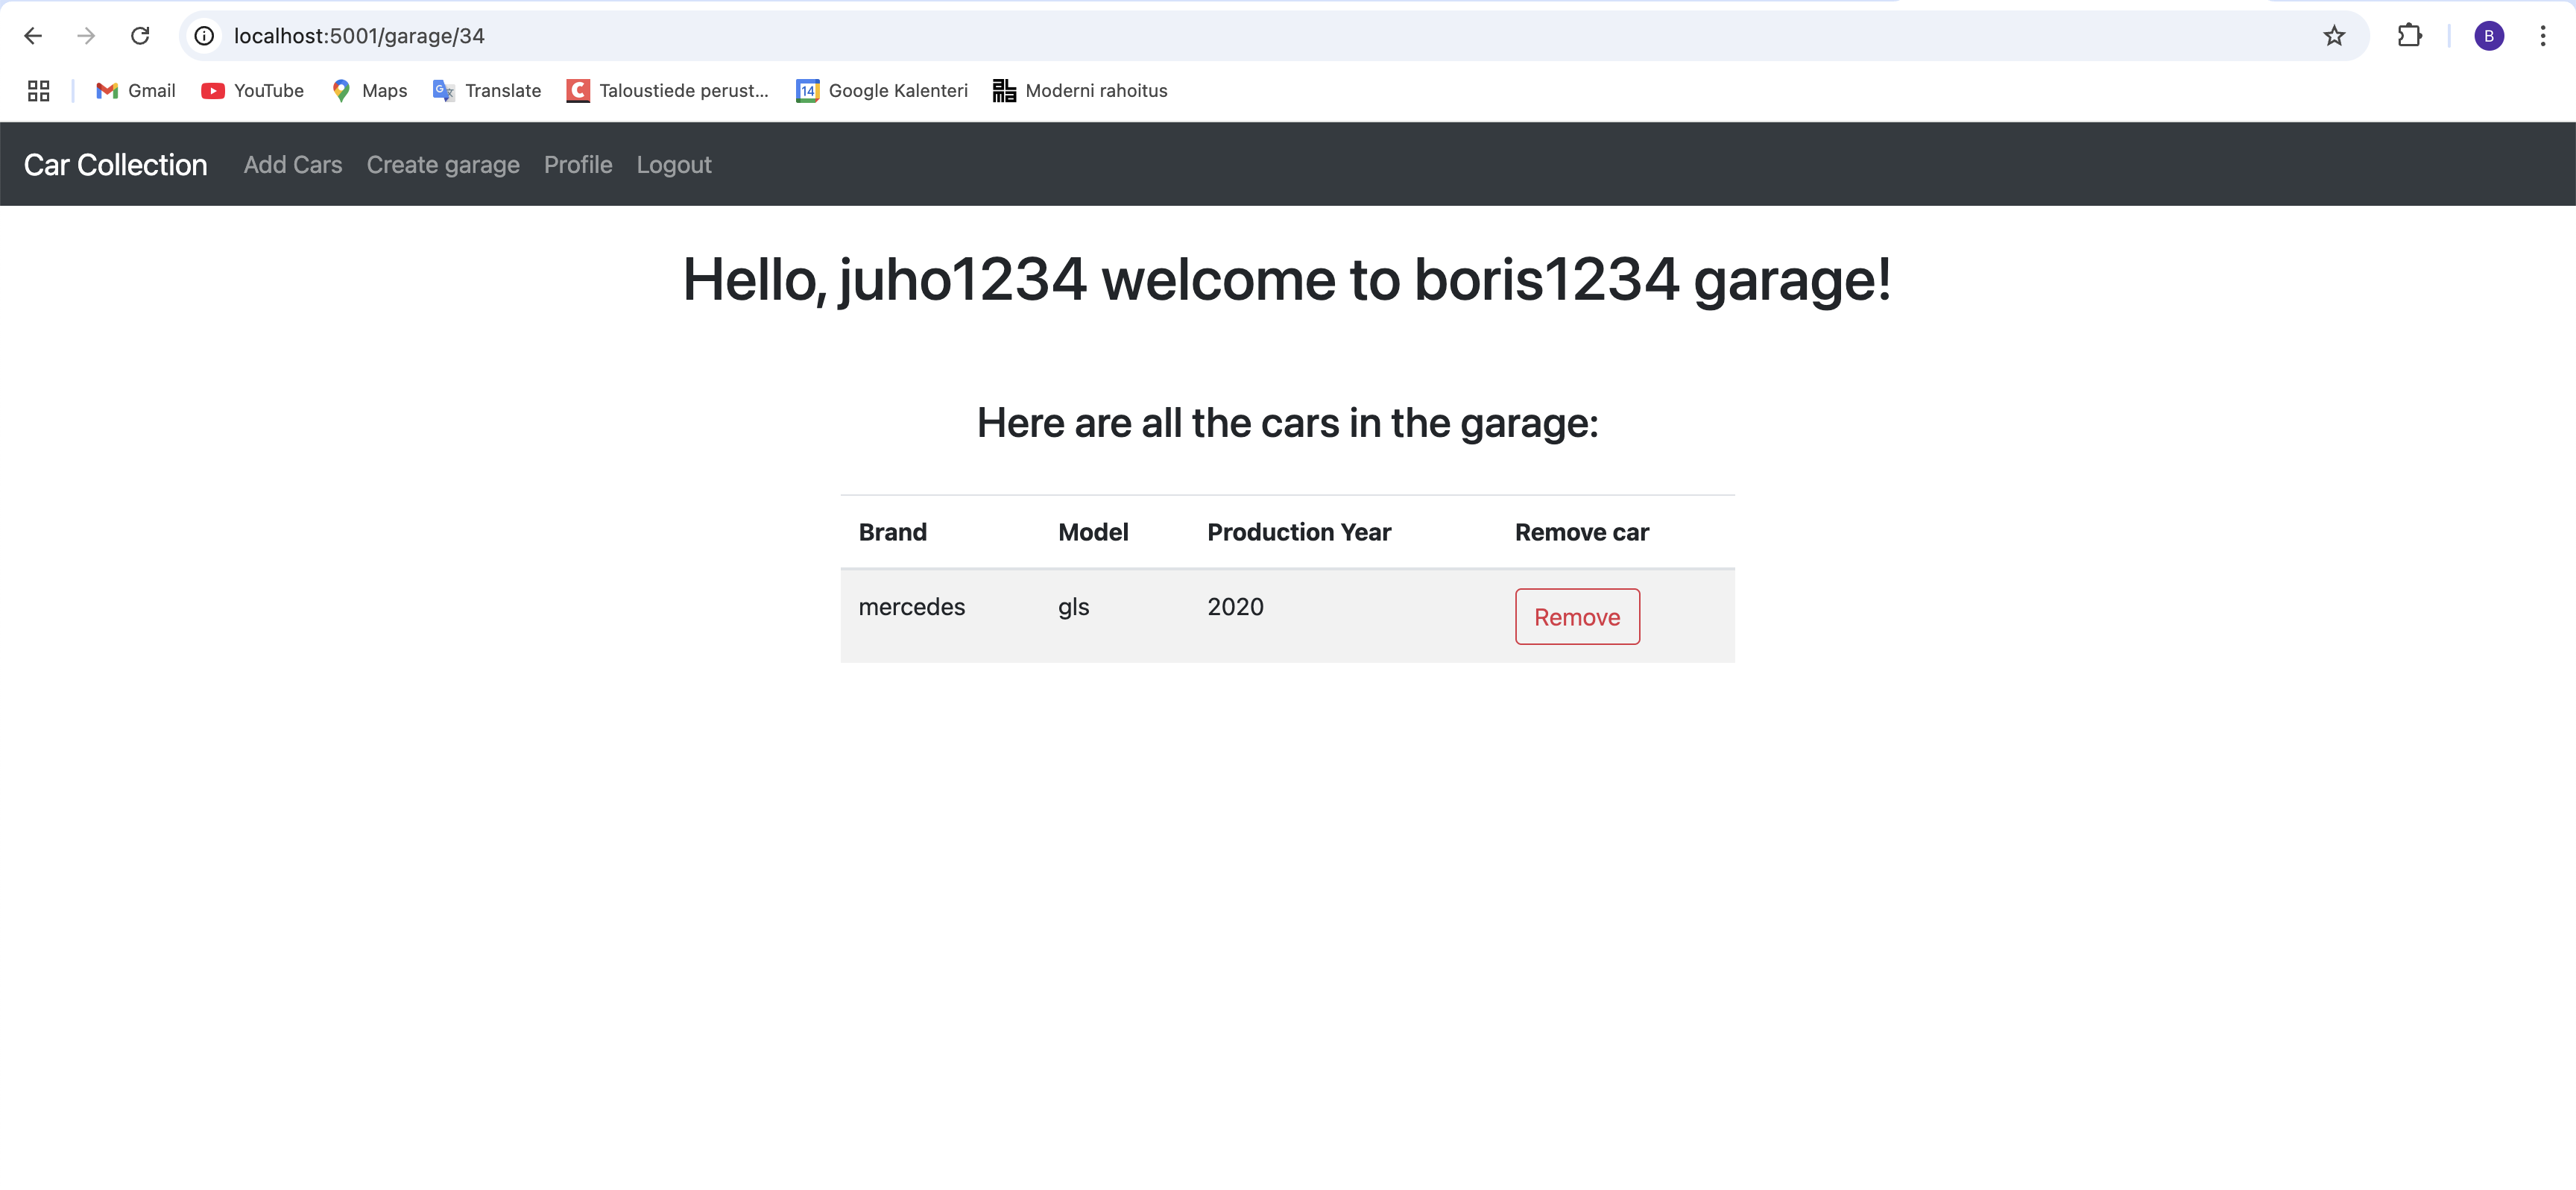 localhost:5001/garage/34
B
Gmail YouTube Maps Translate Taloustiede perust... Google Kalenteri Moderni rahoitus
Car Collection Add Cars Create garage Profile Logout
Hello, juho1234 welcome to boris1234 garage!
Here are all the cars in the garage:
Brand Model Production Year Remove car
mercedes gls 2020 Remove